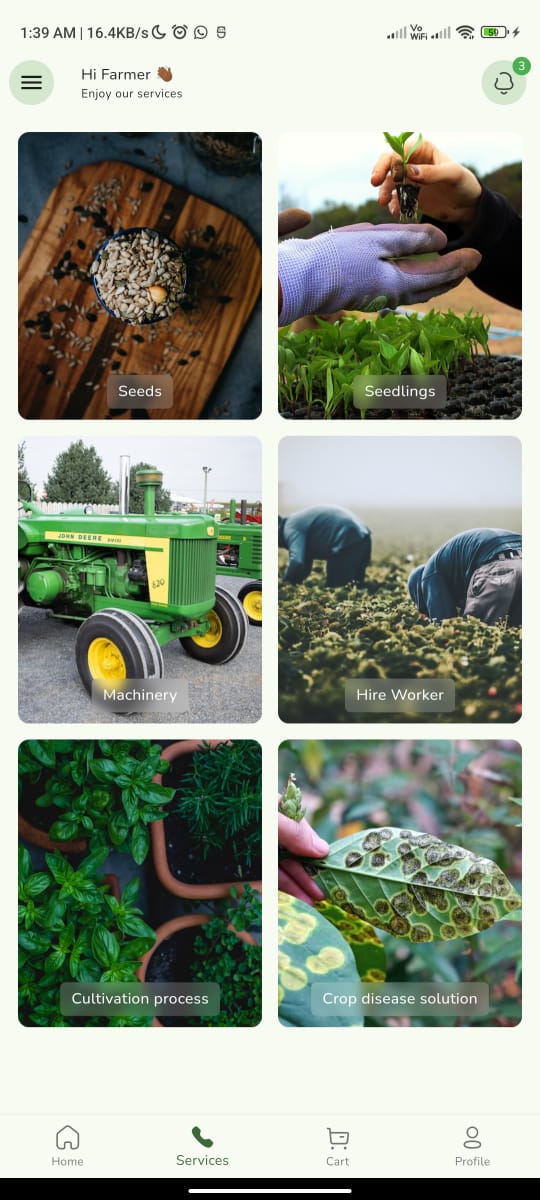 1:39 AM | 16.4KB/s
Vo
WiFi
50
3
Hi Farmer 👋🏾
Enjoy our services
Seeds
Seedlings
JOHN DEERE
820
Machinery
Hire Worker
Cultivation process
Crop disease solution
Home
Services
Cart
Profile